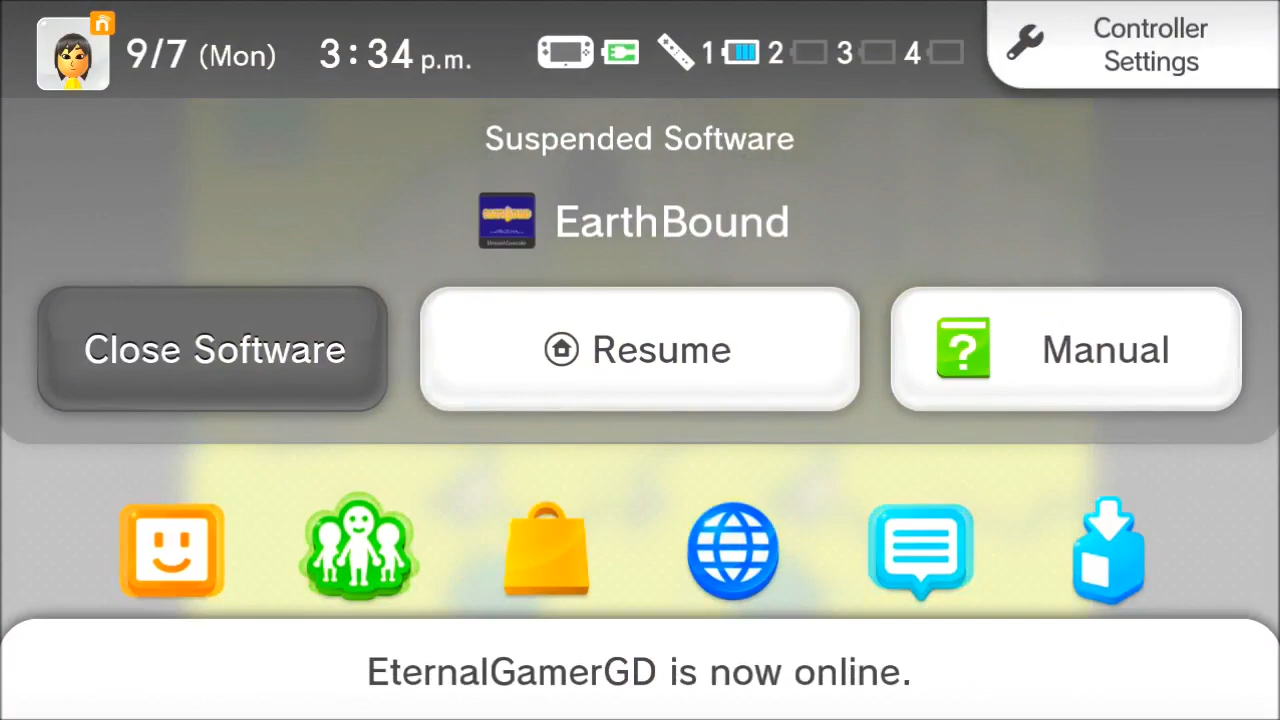 9/7 (Mon) 3:34 p.m. 1 2 3 4
Controller
Settings
Suspended Software
EarthBound
Close Software Resume Manual
EternalGamerGD is now online.